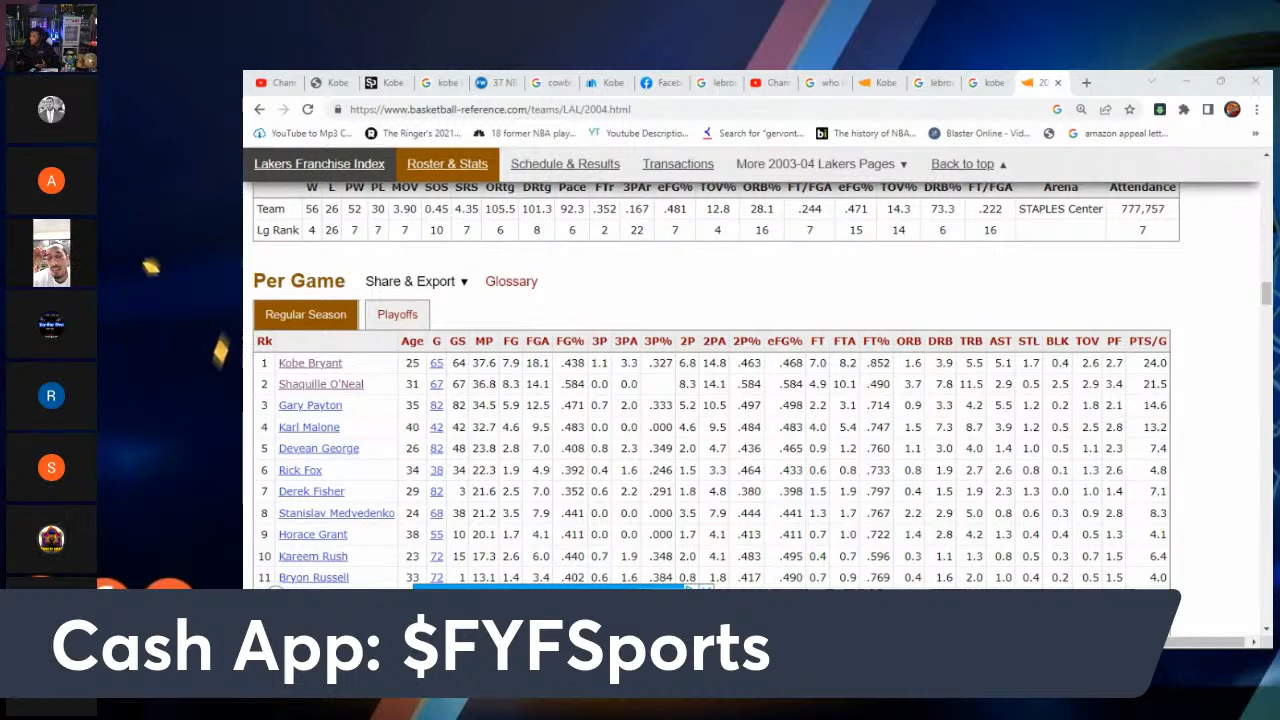 Chann
Kobe
Kobe
kobe
37 NF
cowb
Kobe
Faceb
lebro
Chann
who i
Kobe
lebro
kobe
20
https://www.basketball-reference.com/teams/LAL/2004.html
YouTube to Mp3 C...
The Ringer's 2021...
18 former NBA play...
Youtube Descriptio...
Search for "gervont...
The history of NBA...
Blaster Online - Vid...
amazon appeal lett...
Lakers Franchise Index Roster & Stats Schedule & Results Transactions More 2003-04 Lakers Pages ▼ Back to top ▲
W L PW PL MOV SOS SRS ORtg DRtg Pace FTr 3PAr eFG% TOV% ORB% FT/FGA eFG% TOV% DRB% FT/FGA Arena Attendance
Team 56 26 52 30 3.90 0.45 4.35 105.5 101.3 92.3 .352 .167 .481 12.8 28.1 .244 .471 14.3 73.3 .222 STAPLES Center 777,757
Lg Rank 4 26 7 7 7 10 7 6 8 6 2 22 7 4 16 7 15 14 6 16 7
Per Game Share & Export ▼ Glossary
Regular Season Playoffs
Rk Age G GS MP FG FGA FG% 3P 3PA 3P% 2P 2PA 2P% eFG% FT FTA FT% ORB DRB TRB AST STL BLK TOV PF PTS/G
1 Kobe Bryant 25 65 64 37.6 7.9 18.1 .438 1.1 3.3 .327 6.8 14.8 .463 .468 7.0 8.2 .852 1.6 3.9 5.5 5.1 1.7 0.4 2.6 2.7 24.0
2 Shaquille O'Neal 31 67 67 36.8 8.3 14.1 .584 0.0 0.0 8.3 14.1 .584 .584 4.9 10.1 .490 3.7 7.8 11.5 2.9 0.5 2.5 2.9 3.4 21.5
3 Gary Payton 35 82 82 34.5 5.9 12.5 .471 0.7 2.0 .333 5.2 10.5 .497 .498 2.2 3.1 .714 0.9 3.3 4.2 5.5 1.2 0.2 1.8 2.1 14.6
4 Karl Malone 40 42 42 32.7 4.6 9.5 .483 0.0 0.0 .000 4.6 9.5 .484 .483 4.0 5.4 .747 1.5 7.3 8.7 3.9 1.2 0.5 2.5 2.8 13.2
5 Devean George 26 82 48 23.8 2.8 7.0 .408 0.8 2.3 .349 2.0 4.7 .436 .465 0.9 1.2 .760 1.1 3.0 4.0 1.4 1.0 0.5 1.1 2.3 7.4
6 Rick Fox 34 38 34 22.3 1.9 4.9 .392 0.4 1.6 .246 1.5 3.3 .464 .433 0.6 0.8 .733 0.8 1.9 2.7 2.6 0.8 0.1 1.3 2.6 4.8
7 Derek Fisher 29 82 3 21.6 2.5 7.0 .352 0.6 2.2 .291 1.8 4.8 .380 .398 1.5 1.9 .797 0.4 1.5 1.9 2.3 1.3 0.0 1.0 1.4 7.1
8 Stanislav Medvedenko 24 68 38 21.2 3.5 7.9 .441 0.0 0.0 .000 3.5 7.9 .444 .441 1.3 1.7 .767 2.2 2.9 5.0 0.8 0.6 0.3 0.9 2.8 8.3
9 Horace Grant 38 55 10 20.1 1.7 4.1 .411 0.0 0.0 .000 1.7 4.1 .413 .411 0.7 1.0 .722 1.4 2.8 4.2 1.3 0.4 0.4 0.5 1.3 4.1
10 Kareem Rush 23 72 15 17.3 2.6 6.0 .440 0.7 1.9 .348 2.0 4.2 .483 .495 0.4 0.7 .596 0.3 1.1 1.3 0.8 0.5 0.3 0.7 1.5 6.4
11 Bryon Russell 33 72 1 13.1 1.4 3.4 .402 0.6 1.6 .384 0.8 1.8 .417 .490 0.7 0.9 .769 0.4 1.6 2.0 1.0 0.4 0.2 0.5 1.5 4.0
A
R
S
Cash App: $FYFSports